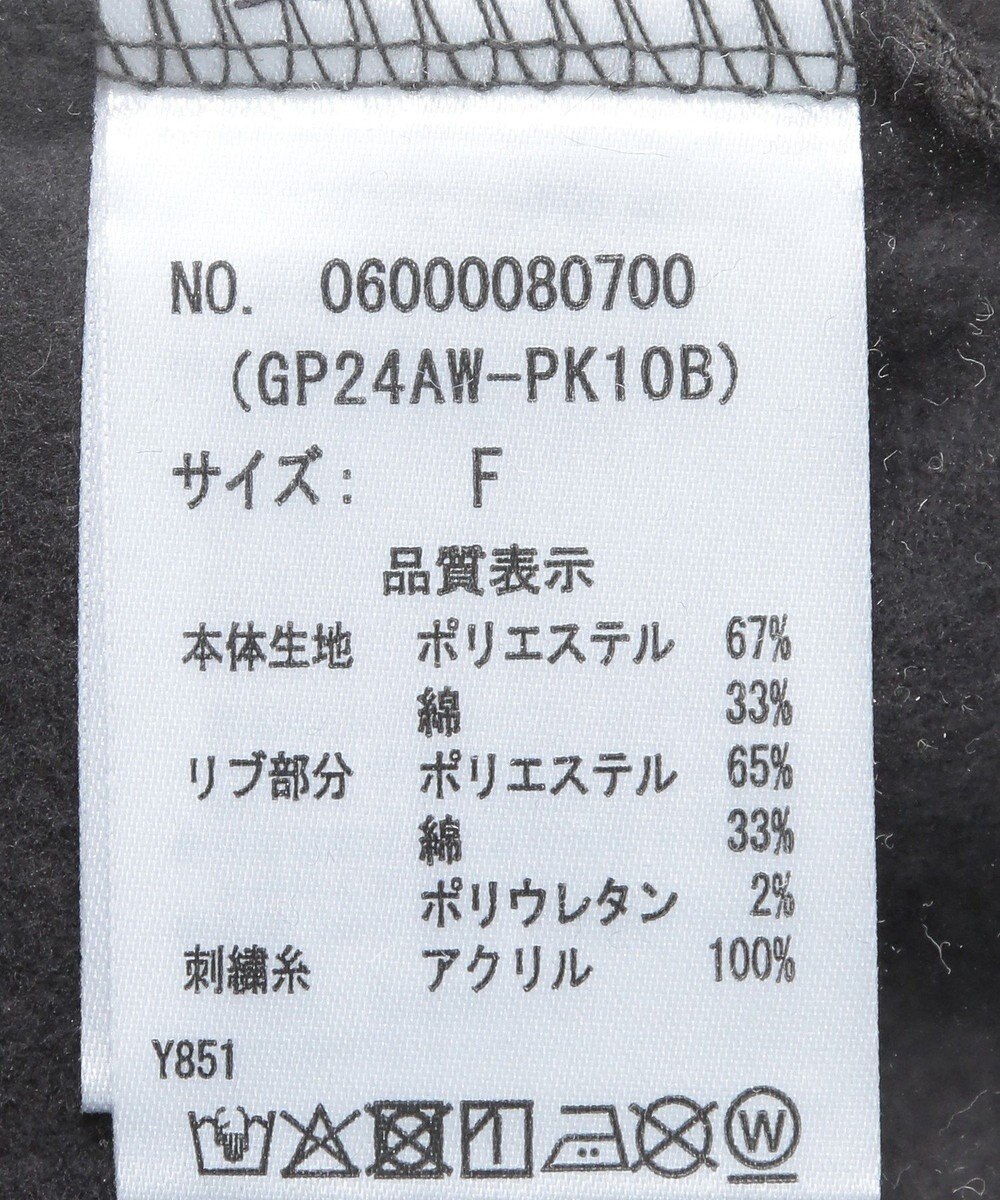 NO. 06000080700
(GP24AW-PK10B)
サイズ: F
品質表示
本体生地 ポリエステル 67%
綿 33%
リブ部分 ポリエステル 65%
綿 33%
ポリウレタン 2%
刺繍糸 アクリル 100%
Y851
W